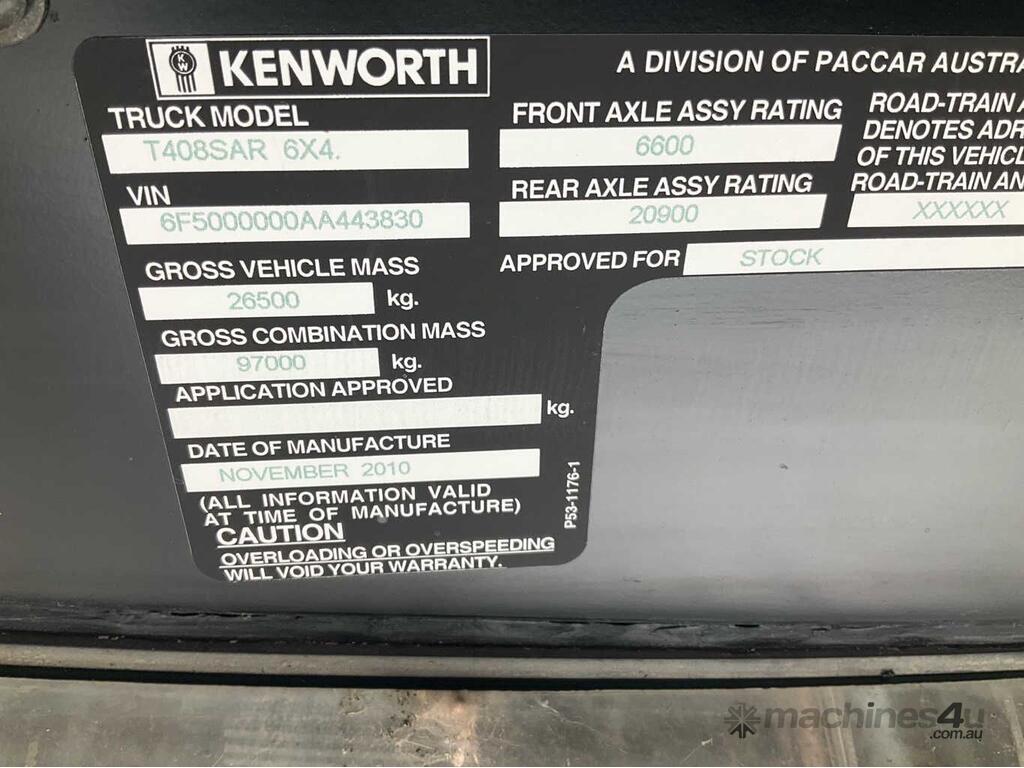 KW KENWORTH
A DIVISION OF PACCAR AUSTRA
TRUCK MODEL
T408SAR 6X4.
VIN
6F5000000AA443830
GROSS VEHICLE MASS
26500 kg.
GROSS COMBINATION MASS
97000 kg.
APPLICATION APPROVED
kg.
DATE OF MANUFACTURE
NOVEMBER 2010
(ALL INFORMATION VALID
AT TIME OF MANUFACTURE)
CAUTION
OVERLOADING OR OVERSPEEDING
WILL VOID YOUR WARRANTY.
P53-1176-1
FRONT AXLE ASSY RATING
6600
REAR AXLE ASSY RATING
20900
APPROVED FOR STOCK
ROAD-TRAIN A
DENOTES ADR
OF THIS VEHICL
ROAD-TRAIN AN
XXXXXX
machines4u
.com.au